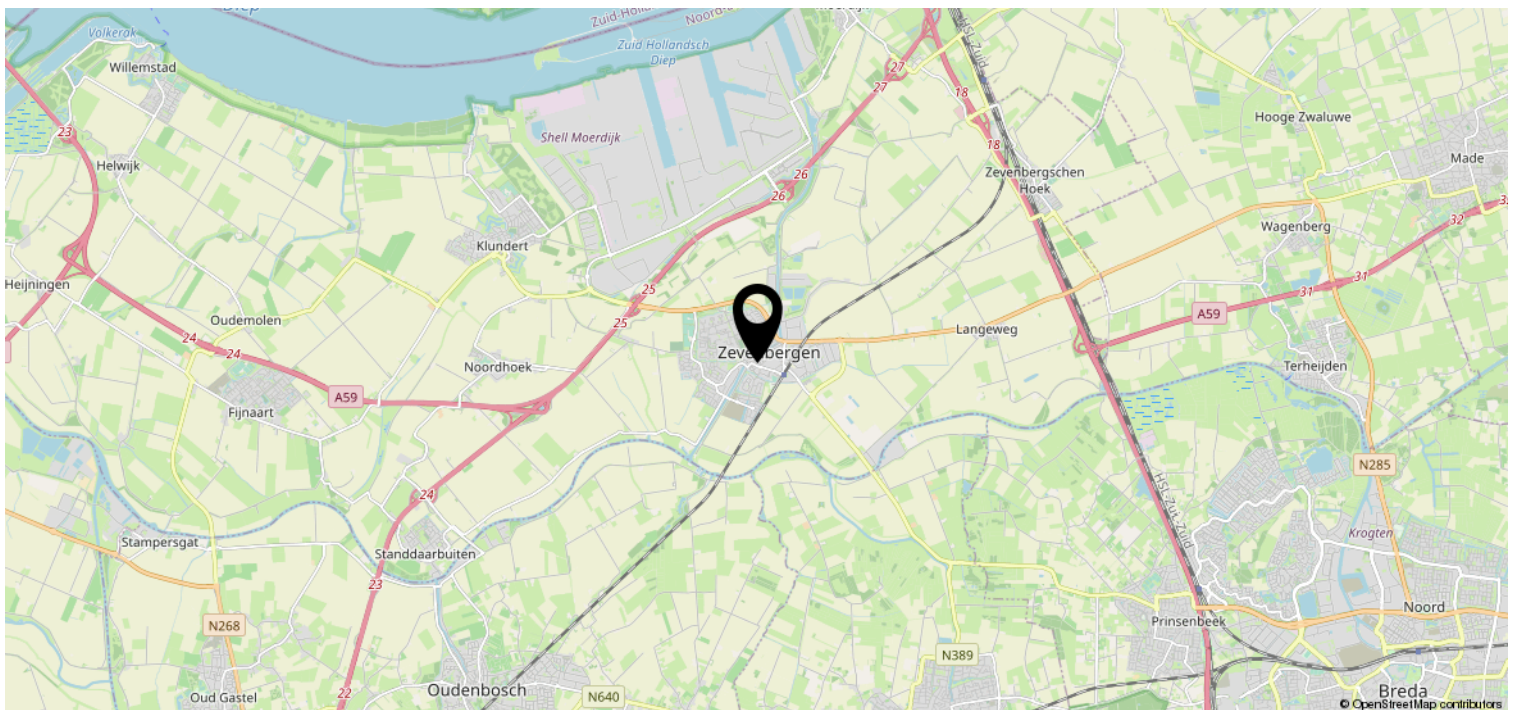 Diep
Zuid-Holl
Noord-
Volkerak
Zuid Hollandsch
Diep
HSL-Zuid
Willemstad
27
27
18
Hooge Zwaluwe
23
Shell Moerdijk
18
Made
Helwijk
Zevenbergschen
Hoek
26
26
32
Wagenberg
Klundert
31
Heijningen
25
31
A59
Oudemolen
25
Langeweg
24
24
Zevenbergen
Noordhoek
Terheijden
A59
Fijnaart
N285
HSL-Zuid
24
Krogten
Stampersgat
Standdaarbuiten
23
Noord
N268
Prinsenbeek
N389
Oud Gastel
22
Oudenbosch
N640
Breda
© OpenStreetMap contributors